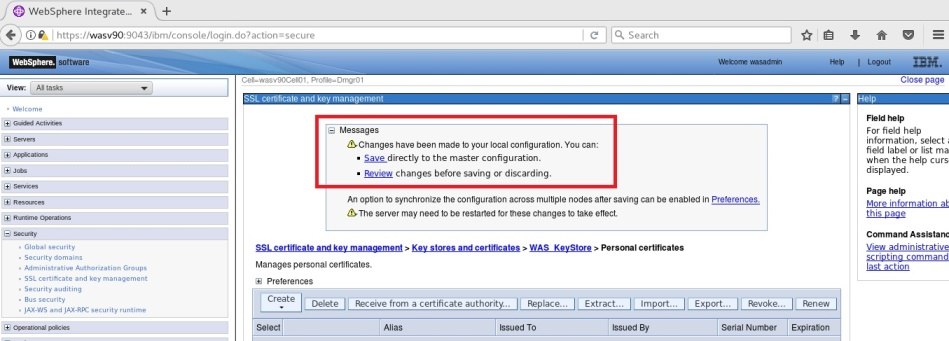 WebSphere Integrate...
https://wasv90:9043/ibm/console/login.do?action=secure
Search
WebSphere. software
Welcome wasadmin
Help
Logout
IBM.
Cell=wasv90Cell01, Profile=Dmgr01
Close page
View: All tasks
Welcome
Guided Activities
Servers
Applications
Jobs
Services
Resources
Runtime Operations
Security
Global security
Security domains
Administrative Authorization Groups
SSL certificate and key management
Security auditing
Bus security
JAX-WS and JAX-RPC security runtime
Operational policies
SSL certificate and key management
Messages
Changes have been made to your local configuration. You can:
Save directly to the master configuration.
Review changes before saving or discarding.
An option to synchronize the configuration across multiple nodes after saving can be enabled in Preferences.
The server may need to be restarted for these changes to take effect.
SSL certificate and key management > Key stores and certificates > WAS_KeyStore > Personal certificates
Manages personal certificates.
Preferences
Create Delete Receive from a certificate authority... Replace... Extract... Import... Export... Revoke... Renew
Select Alias Issued To Issued By Serial Number Expiration
Help
Field help
For field help
information, select a
field label or list ma
when the help curs
displayed.
Page help
More information ab
this page
Command Assistanc
View administrative
scripting command
last action